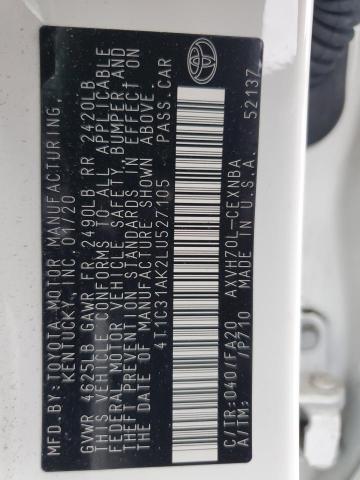 MFD. BY: TOYOTA MOTOR MANUFACTURING,
KENTUCKY, INC. 01/20
GVWR 4625LB GAWR FR 2490LB RR 2420LB
THIS VEHICLE CONFORMS TO ALL APPLICABLE
FEDERAL MOTOR VEHICLE SAFETY, BUMPER, AND
THEFT PREVENTION STANDARDS IN EFFECT ON
THE DATE OF MANUFACTURE SHOWN ABOVE.
4T1C31AK2LU527105 PASS. CAR
C/TR:040/FA20 AXVH70L-CEXNBA
A/TM: /P710 MADE IN U.S.A. 52137